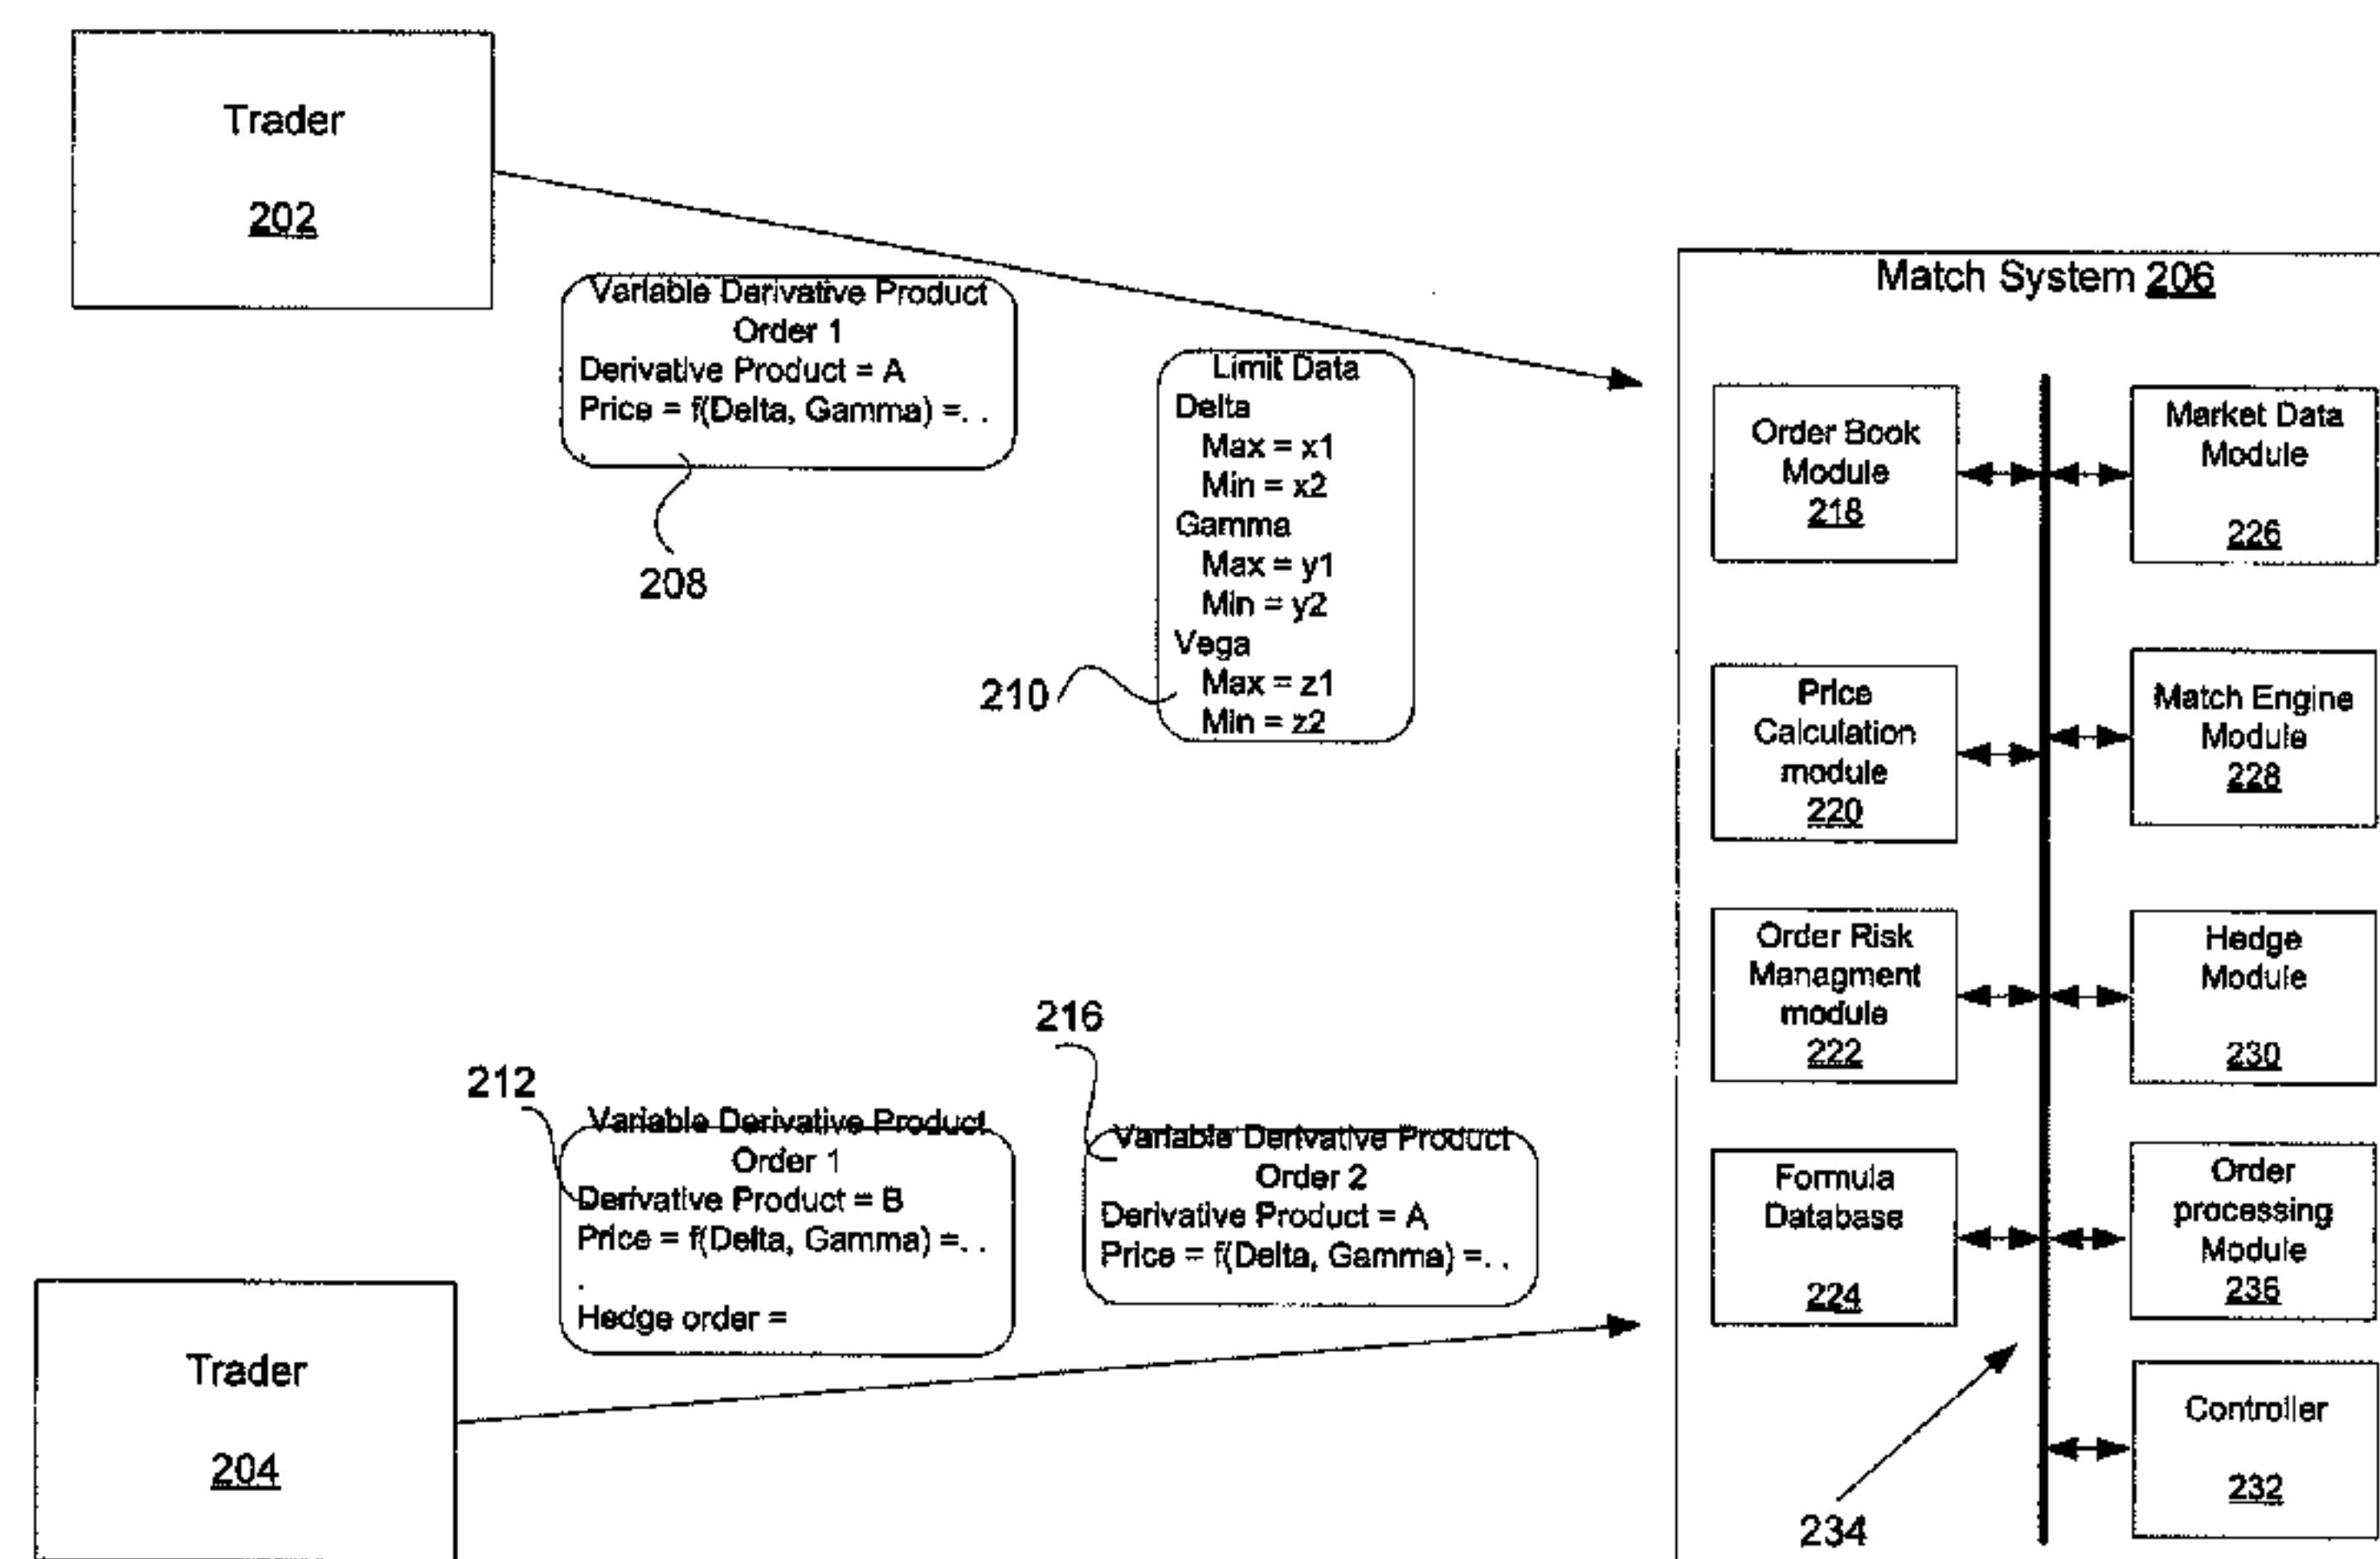 Trader
202
Variable Derivative Product
Order 1
Derivative Product = A
Price = f(Delta, Gamma) =. .
.
208
Limit Data
Delta
Max = x1
Min = x2
Gamma
Max = y1
Min = y2
Vega
Max = z1
Min = z2
210
212
Variable Derivative Product
Order 1
Derivative Product = B
Price = f(Delta, Gamma) =. .
.
Hedge order =
216
Variable Derivative Product
Order 2
Derivative Product = A
Price = f(Delta, Gamma) =. .
Trader
204
Match System 206
Order Book
Module
218
Market Data
Module
226
Price
Calculation
module
220
Match Engine
Module
228
Order Risk
Managment
module
222
Hedge
Module
230
Formula
Database
224
Order
processing
Module
236
Controller
232
234